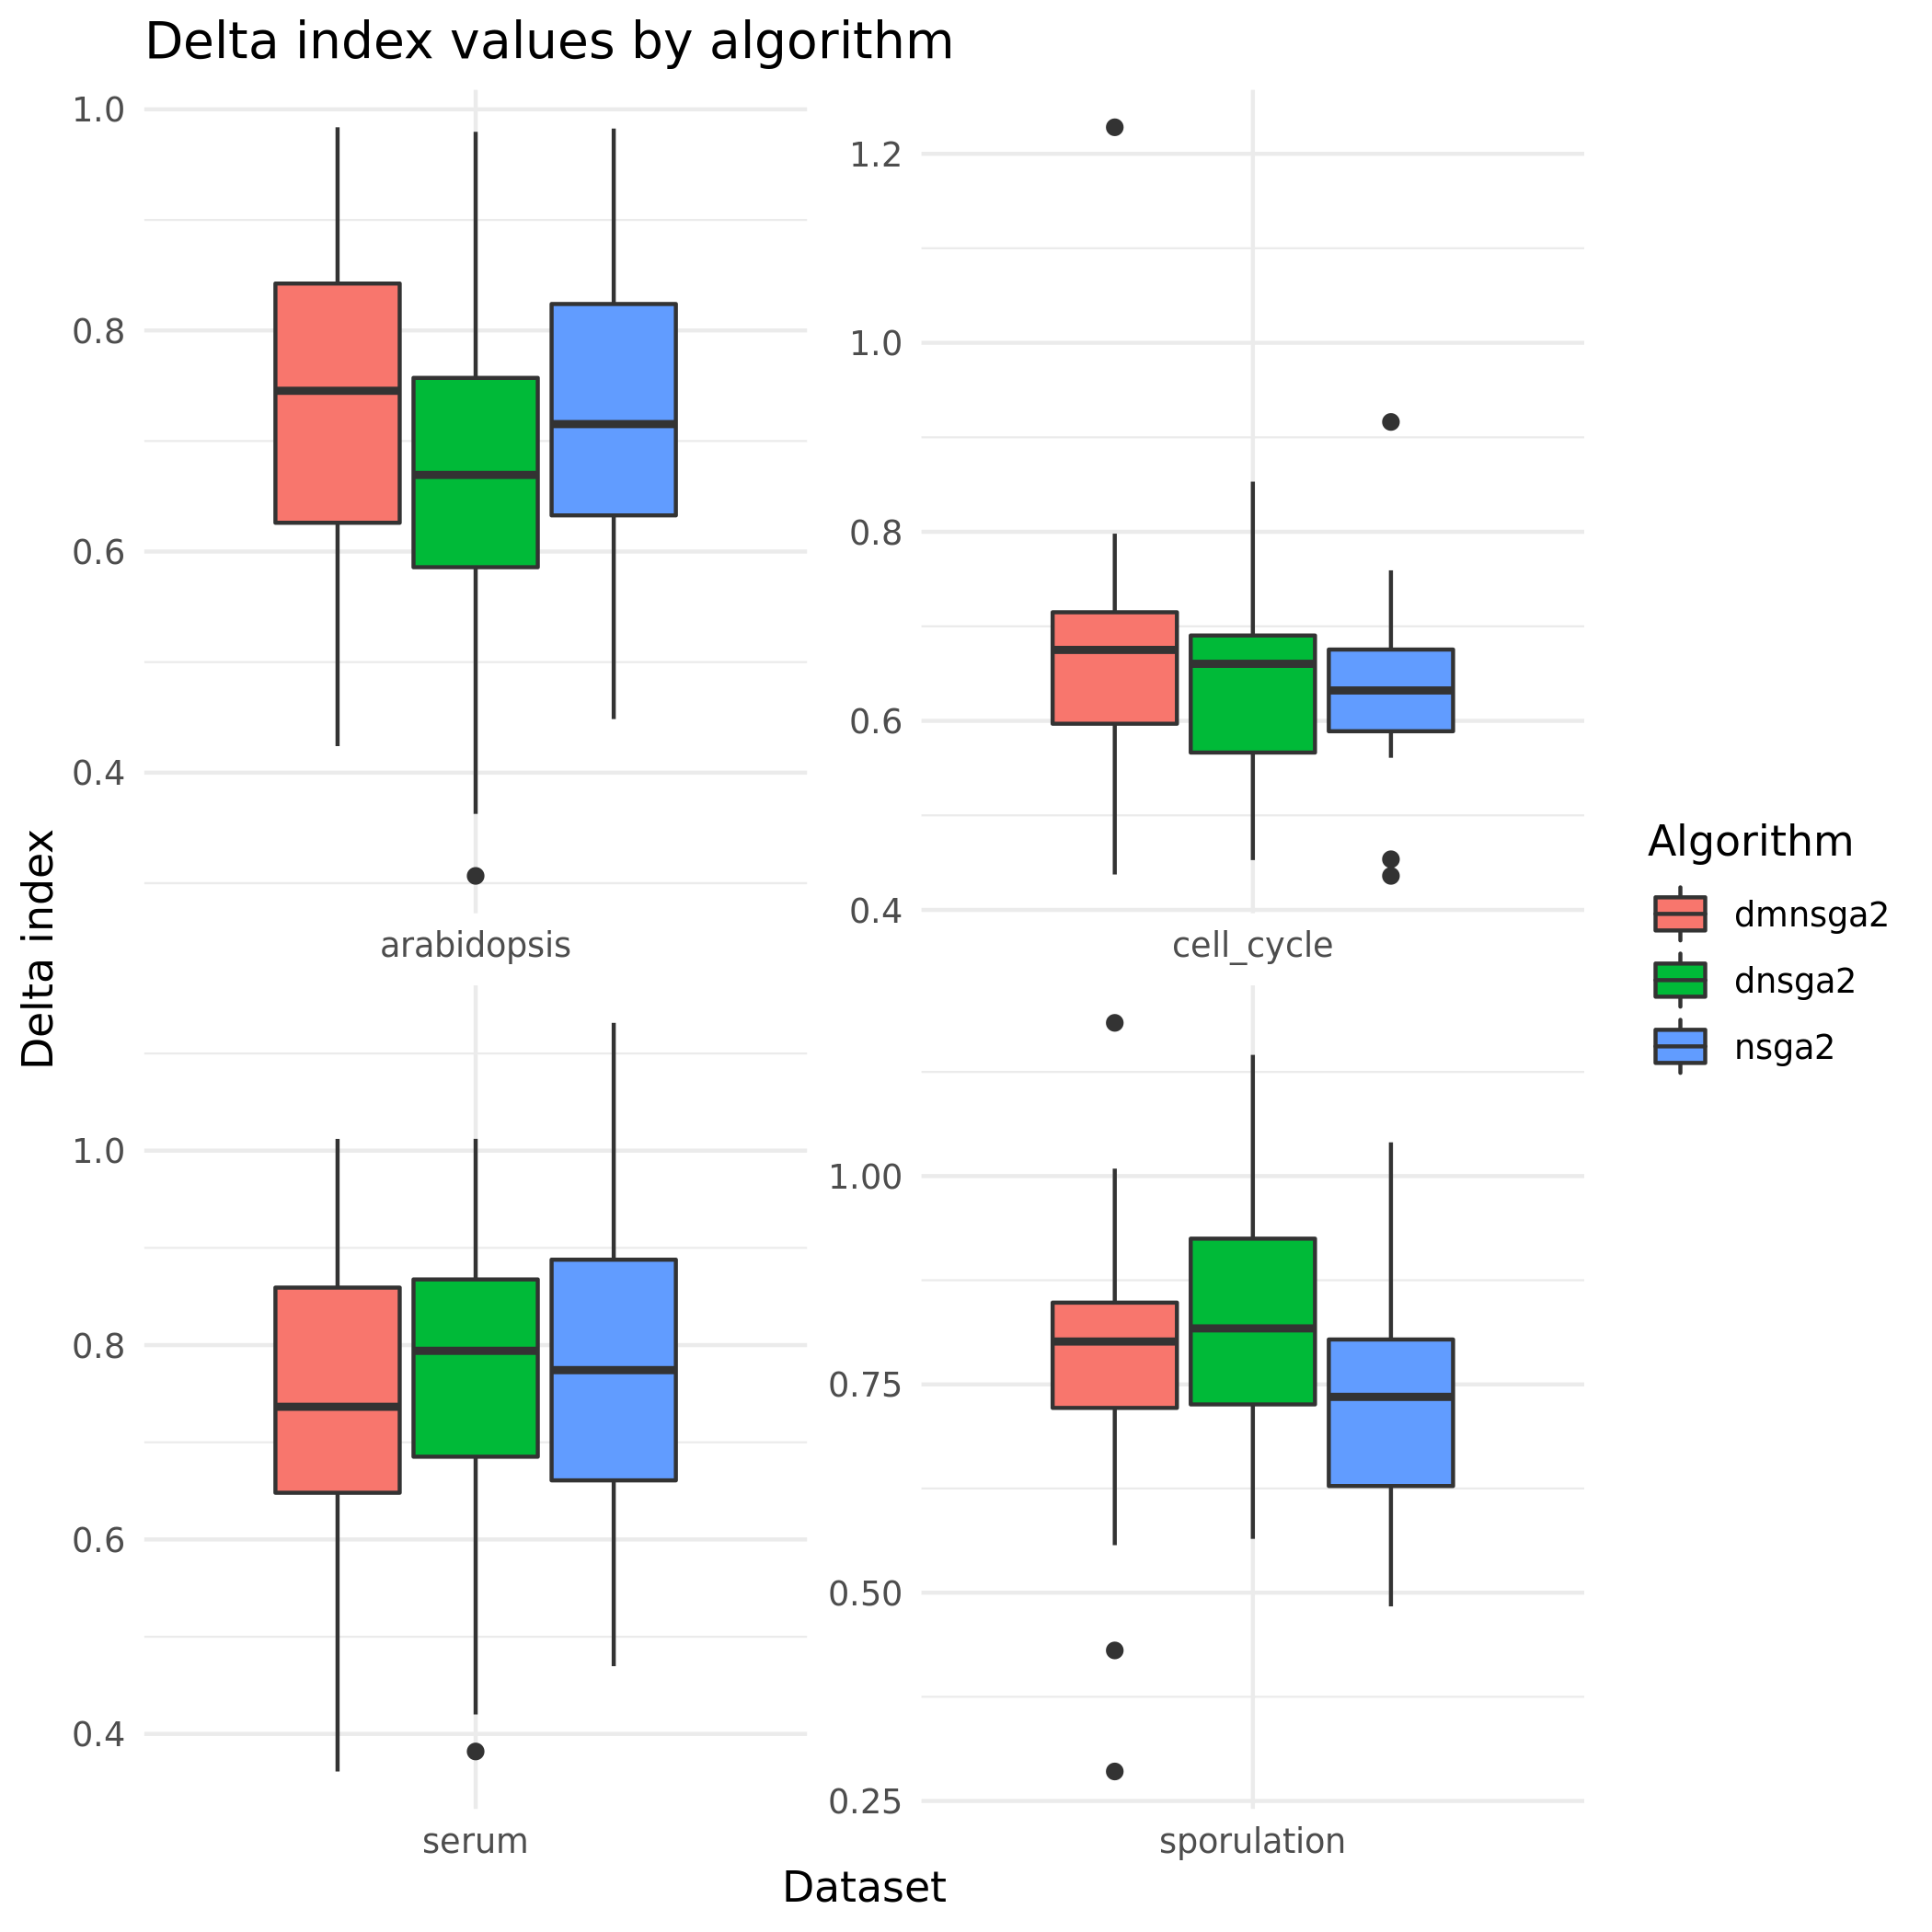 Delta index values by algorithm
Delta index
1.0
0.8
0.6
0.4
arabidopsis
1.2
1.0
0.8
0.6
0.4
cell_cycle
1.0
0.8
0.6
0.4
serum
1.00
0.75
0.50
0.25
sporulation
Dataset
Algorithm
dmnsga2
dnsga2
nsga2